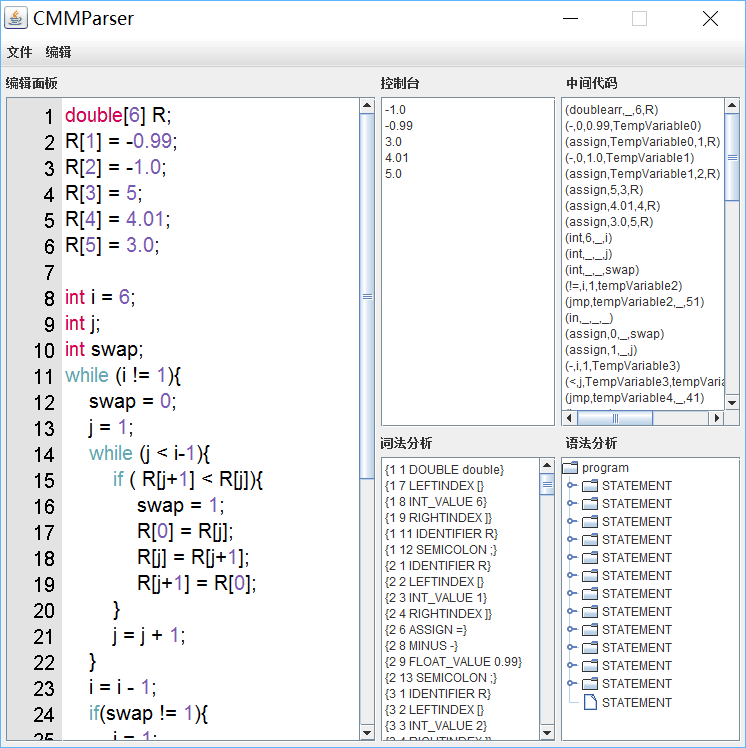 CMMParser
文件 编辑
编辑面板
1 double[6] R;
2 R[1] = -0.99;
3 R[2] = -1.0;
4 R[3] = 5;
5 R[4] = 4.01;
6 R[5] = 3.0;
7
8 int i = 6;
9 int j;
10 int swap;
11 while (i != 1){
12 swap = 0;
13 j = 1;
14 while (j < i-1){
15 if ( R[j+1] < R[j]){
16 swap = 1;
17 R[0] = R[j];
18 R[j] = R[j+1];
19 R[j+1] = R[0];
20 }
21 j = j + 1;
22 }
23 i = i - 1;
24 if(swap != 1){
i = 1;
控制台
-1.0
-0.99
3.0
4.01
5.0
中间代码
(doublearr,_,6,R)
(-,0,0.99,TempVariable0)
(assign,TempVariable0,1,R)
(-,0,1.0,TempVariable1)
(assign,TempVariable1,2,R)
(assign,5,3,R)
(assign,4.01,4,R)
(assign,3.0,5,R)
(int,6,_,i)
(int,_,_,j)
(int,_,_,swap)
(!=,i,1,tempVariable2)
(jmp,tempVariable2,_,51)
(in,_,_,_)
(assign,0,_,swap)
(assign,1,_,j)
(-,i,1,TempVariable3)
(<,j,TempVariable3,tempVaria
(jmp,tempVariable4,_,41)
词法分析
{1 1 DOUBLE double}
{1 7 LEFTINDEX [}
{1 8 INT_VALUE 6}
{1 9 RIGHTINDEX ]}
{1 11 IDENTIFIER R}
{1 12 SEMICOLON ;}
{2 1 IDENTIFIER R}
{2 2 LEFTINDEX [}
{2 3 INT_VALUE 1}
{2 4 RIGHTINDEX ]}
{2 6 ASSIGN =}
{2 8 MINUS -}
{2 9 FLOAT_VALUE 0.99}
{2 13 SEMICOLON ;}
{3 1 IDENTIFIER R}
{3 2 LEFTINDEX [}
{3 3 INT_VALUE 2}
{3 4 RIGHTINDEX ]}
语法分析
program
STATEMENT
STATEMENT
STATEMENT
STATEMENT
STATEMENT
STATEMENT
STATEMENT
STATEMENT
STATEMENT
STATEMENT
STATEMENT
STATEMENT
STATEMENT